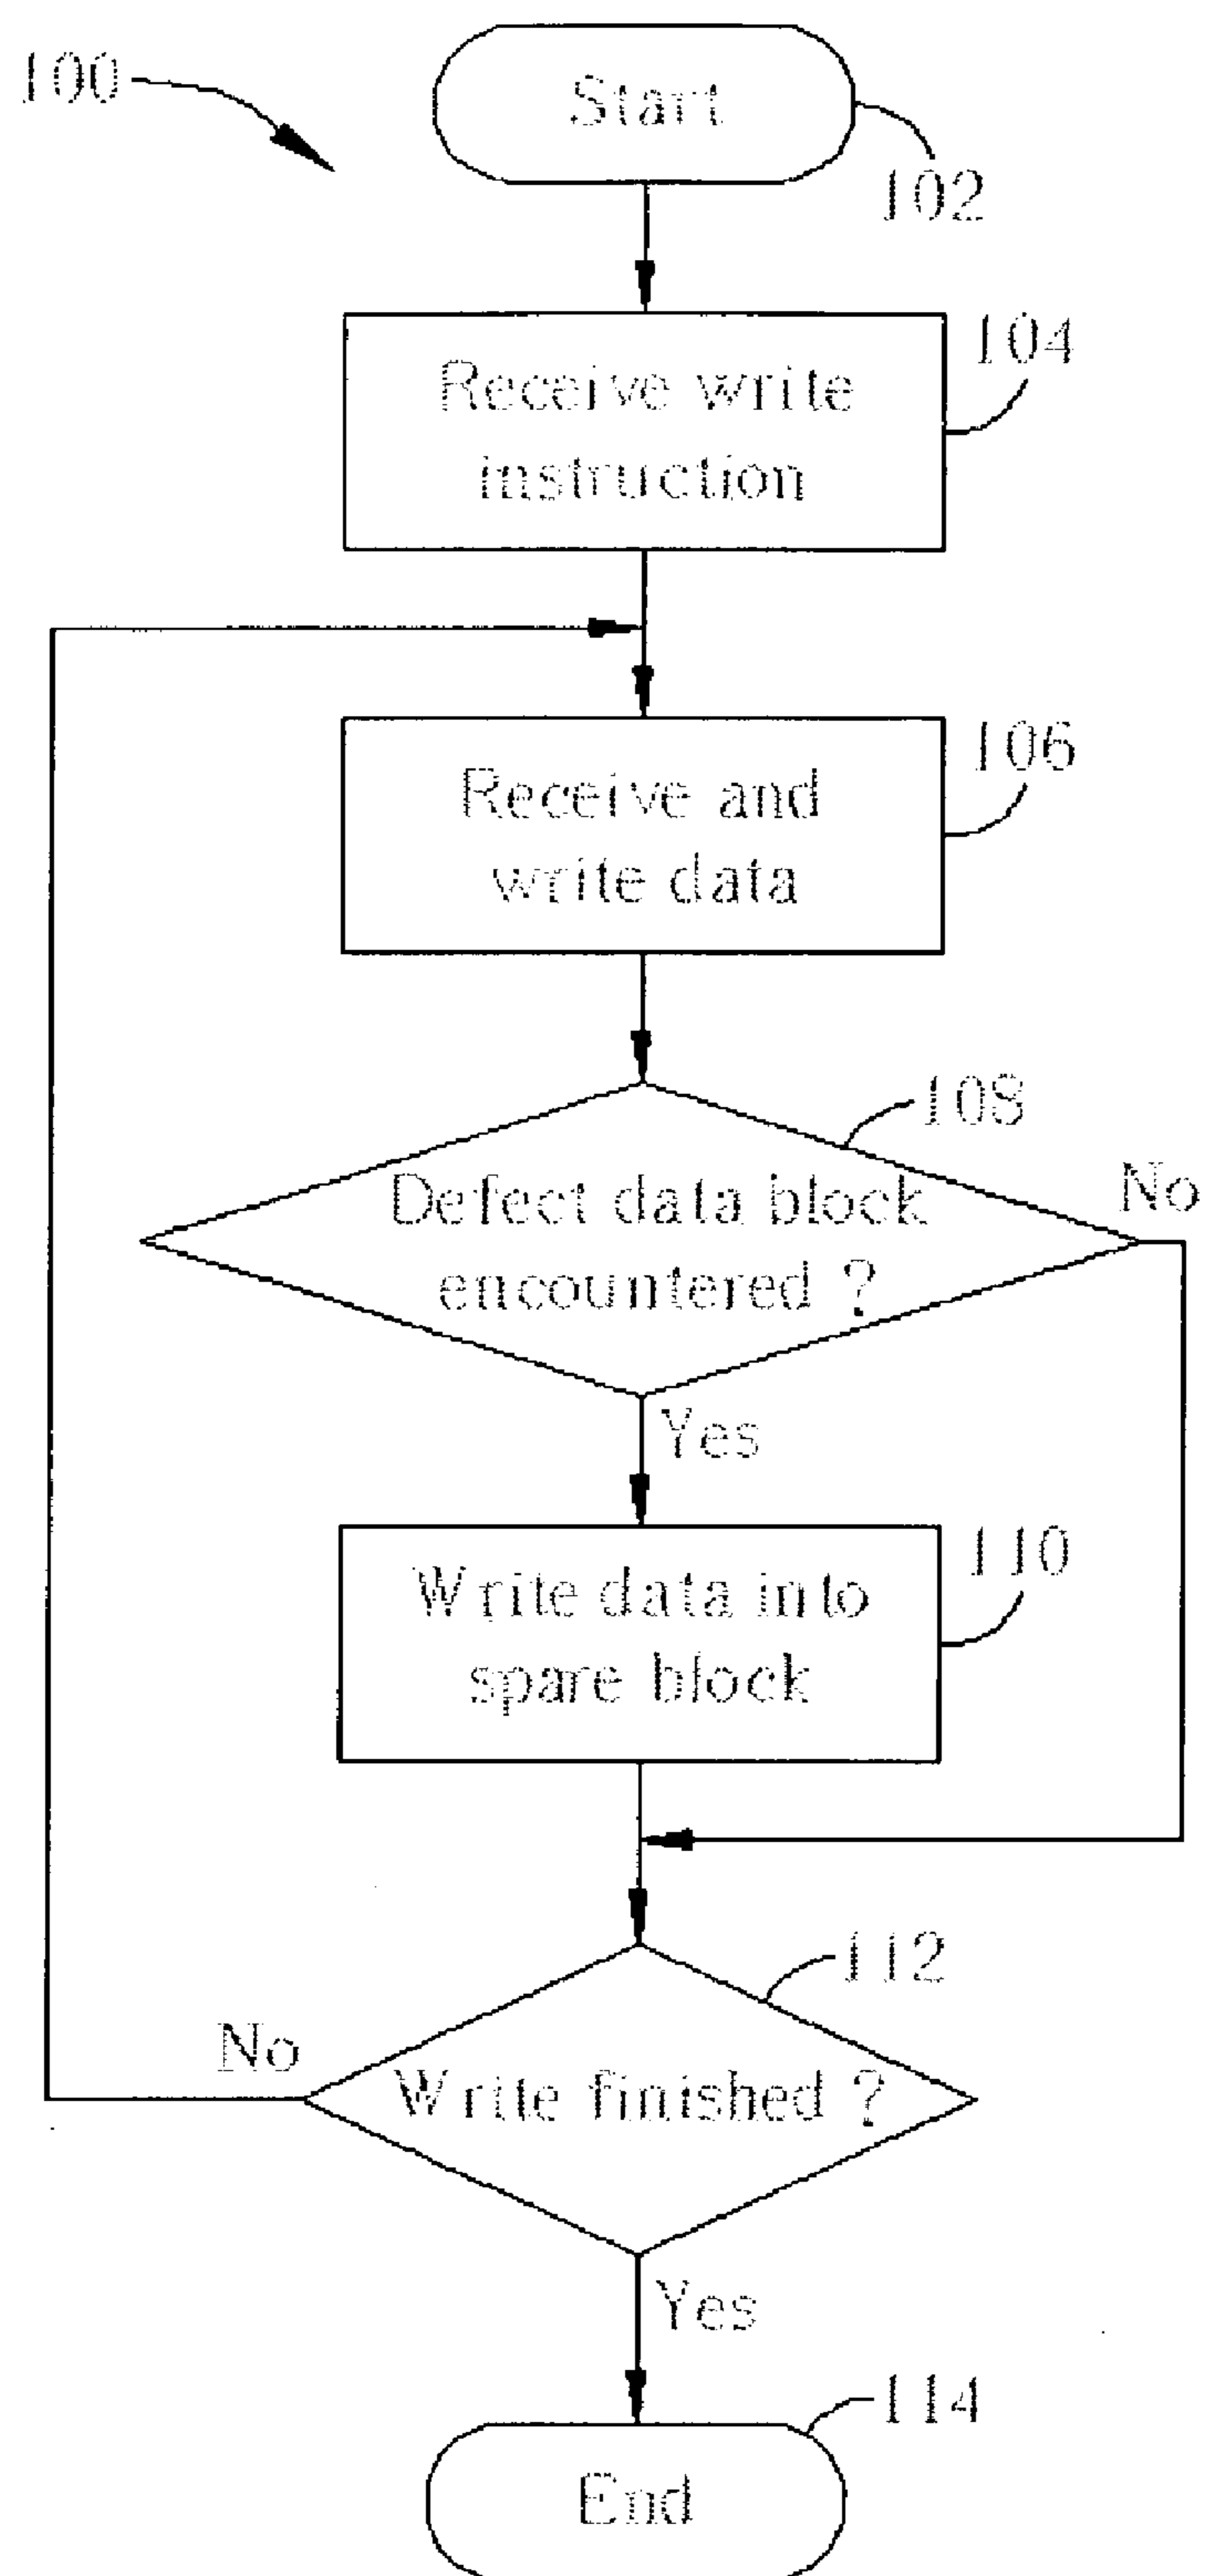 100
Start
102
Receive write
instruction
104
Receive and
write data
106
108
Defect data block
encountered ?
No
Yes
Write data into
spare block
110
112
No
Write finished ?
Yes
114
End